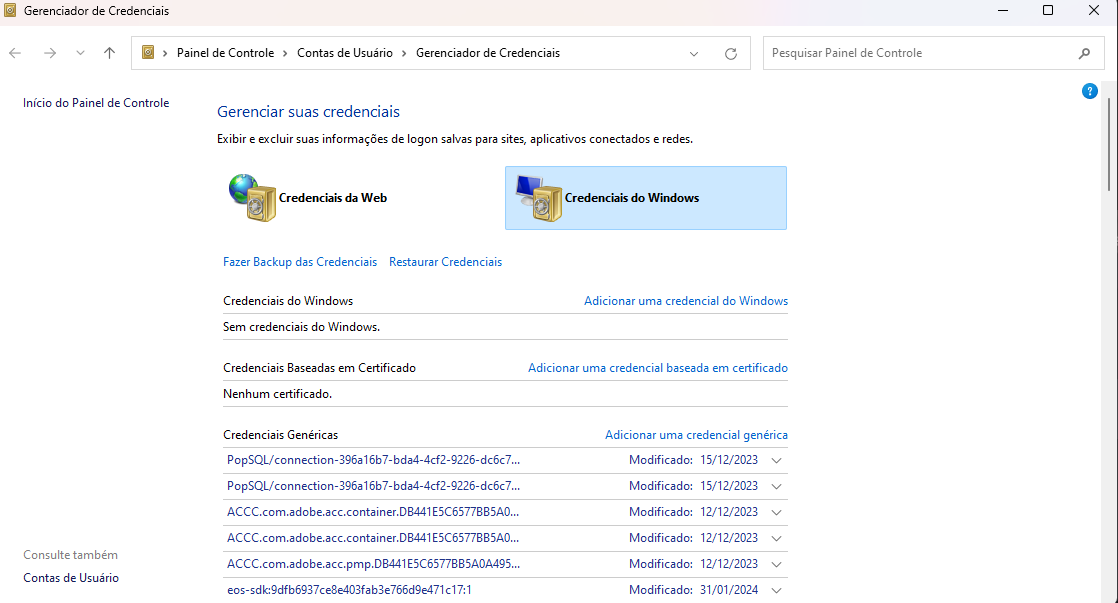 Gerenciador de Credenciais
Painel de Controle > Contas de Usuário > Gerenciador de Credenciais
Pesquisar Painel de Controle
Início do Painel de Controle
?
Gerenciar suas credenciais
Exibir e excluir suas informações de logon salvas para sites, aplicativos conectados e redes.
Credenciais da Web
Credenciais do Windows
Fazer Backup das Credenciais Restaurar Credenciais
Credenciais do Windows Adicionar uma credencial do Windows
Sem credenciais do Windows.
Credenciais Baseadas em Certificado Adicionar uma credencial baseada em certificado
Nenhum certificado.
Credenciais Genéricas Adicionar uma credencial genérica
PopSQL/connection-396a16b7-bda4-4cf2-9226-dc6c7... Modificado: 15/12/2023
PopSQL/connection-396a16b7-bda4-4cf2-9226-dc6c7... Modificado: 15/12/2023
ACCC.com.adobe.acc.container.DB441E5C6577BB5A0... Modificado: 12/12/2023
ACCC.com.adobe.acc.container.DB441E5C6577BB5A0... Modificado: 12/12/2023
ACCC.com.adobe.acc.pmp.DB441E5C6577BB5A0A495... Modificado: 12/12/2023
eos-sdk:9dfb6937ce8e403fab3e766d9e471c17:1 Modificado: 31/01/2024
Consulte também
Contas de Usuário